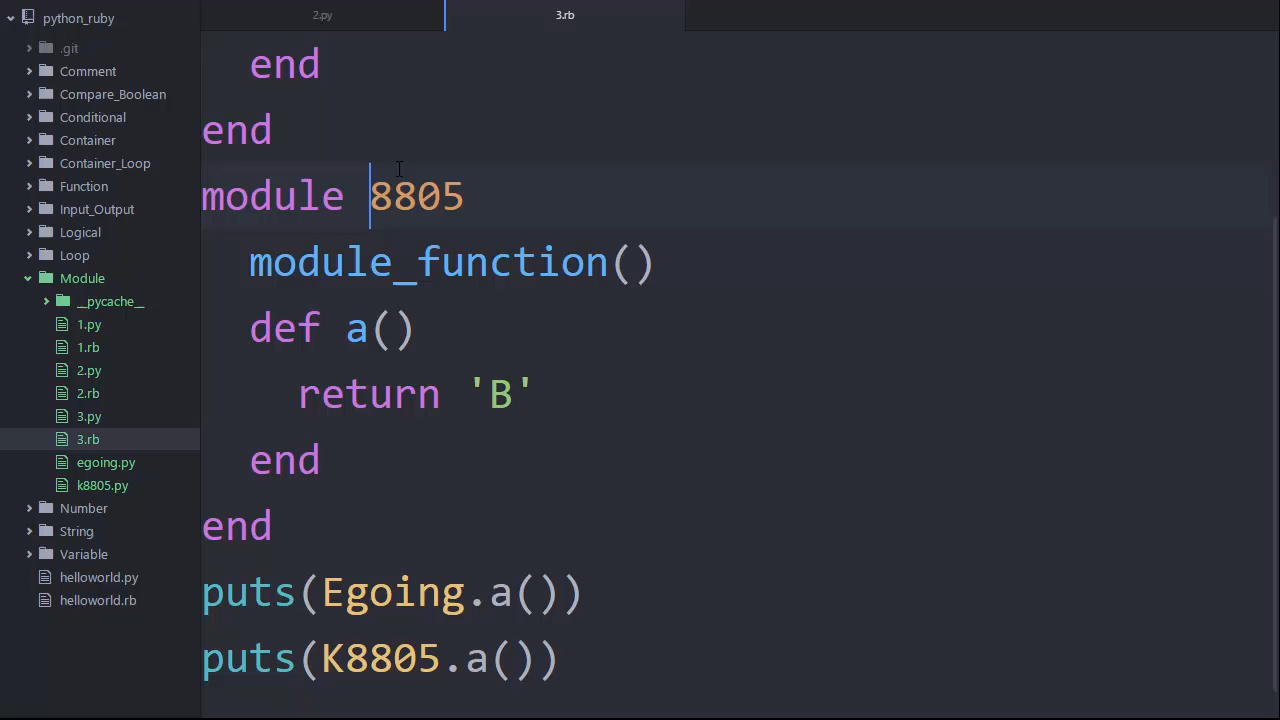 python_ruby
.git
Comment
Compare_Boolean
Conditional
Container
Container_Loop
Function
Input_Output
Logical
Loop
Module
__pycache__
1.py
1.rb
2.py
2.rb
3.py
3.rb
egoing.py
k8805.py
Number
String
Variable
helloworld.py
helloworld.rb
2.py
3.rb
end
end
module 8805
module_function()
def a()
return 'B'
end
end
puts(Egoing.a())
puts(K8805.a())